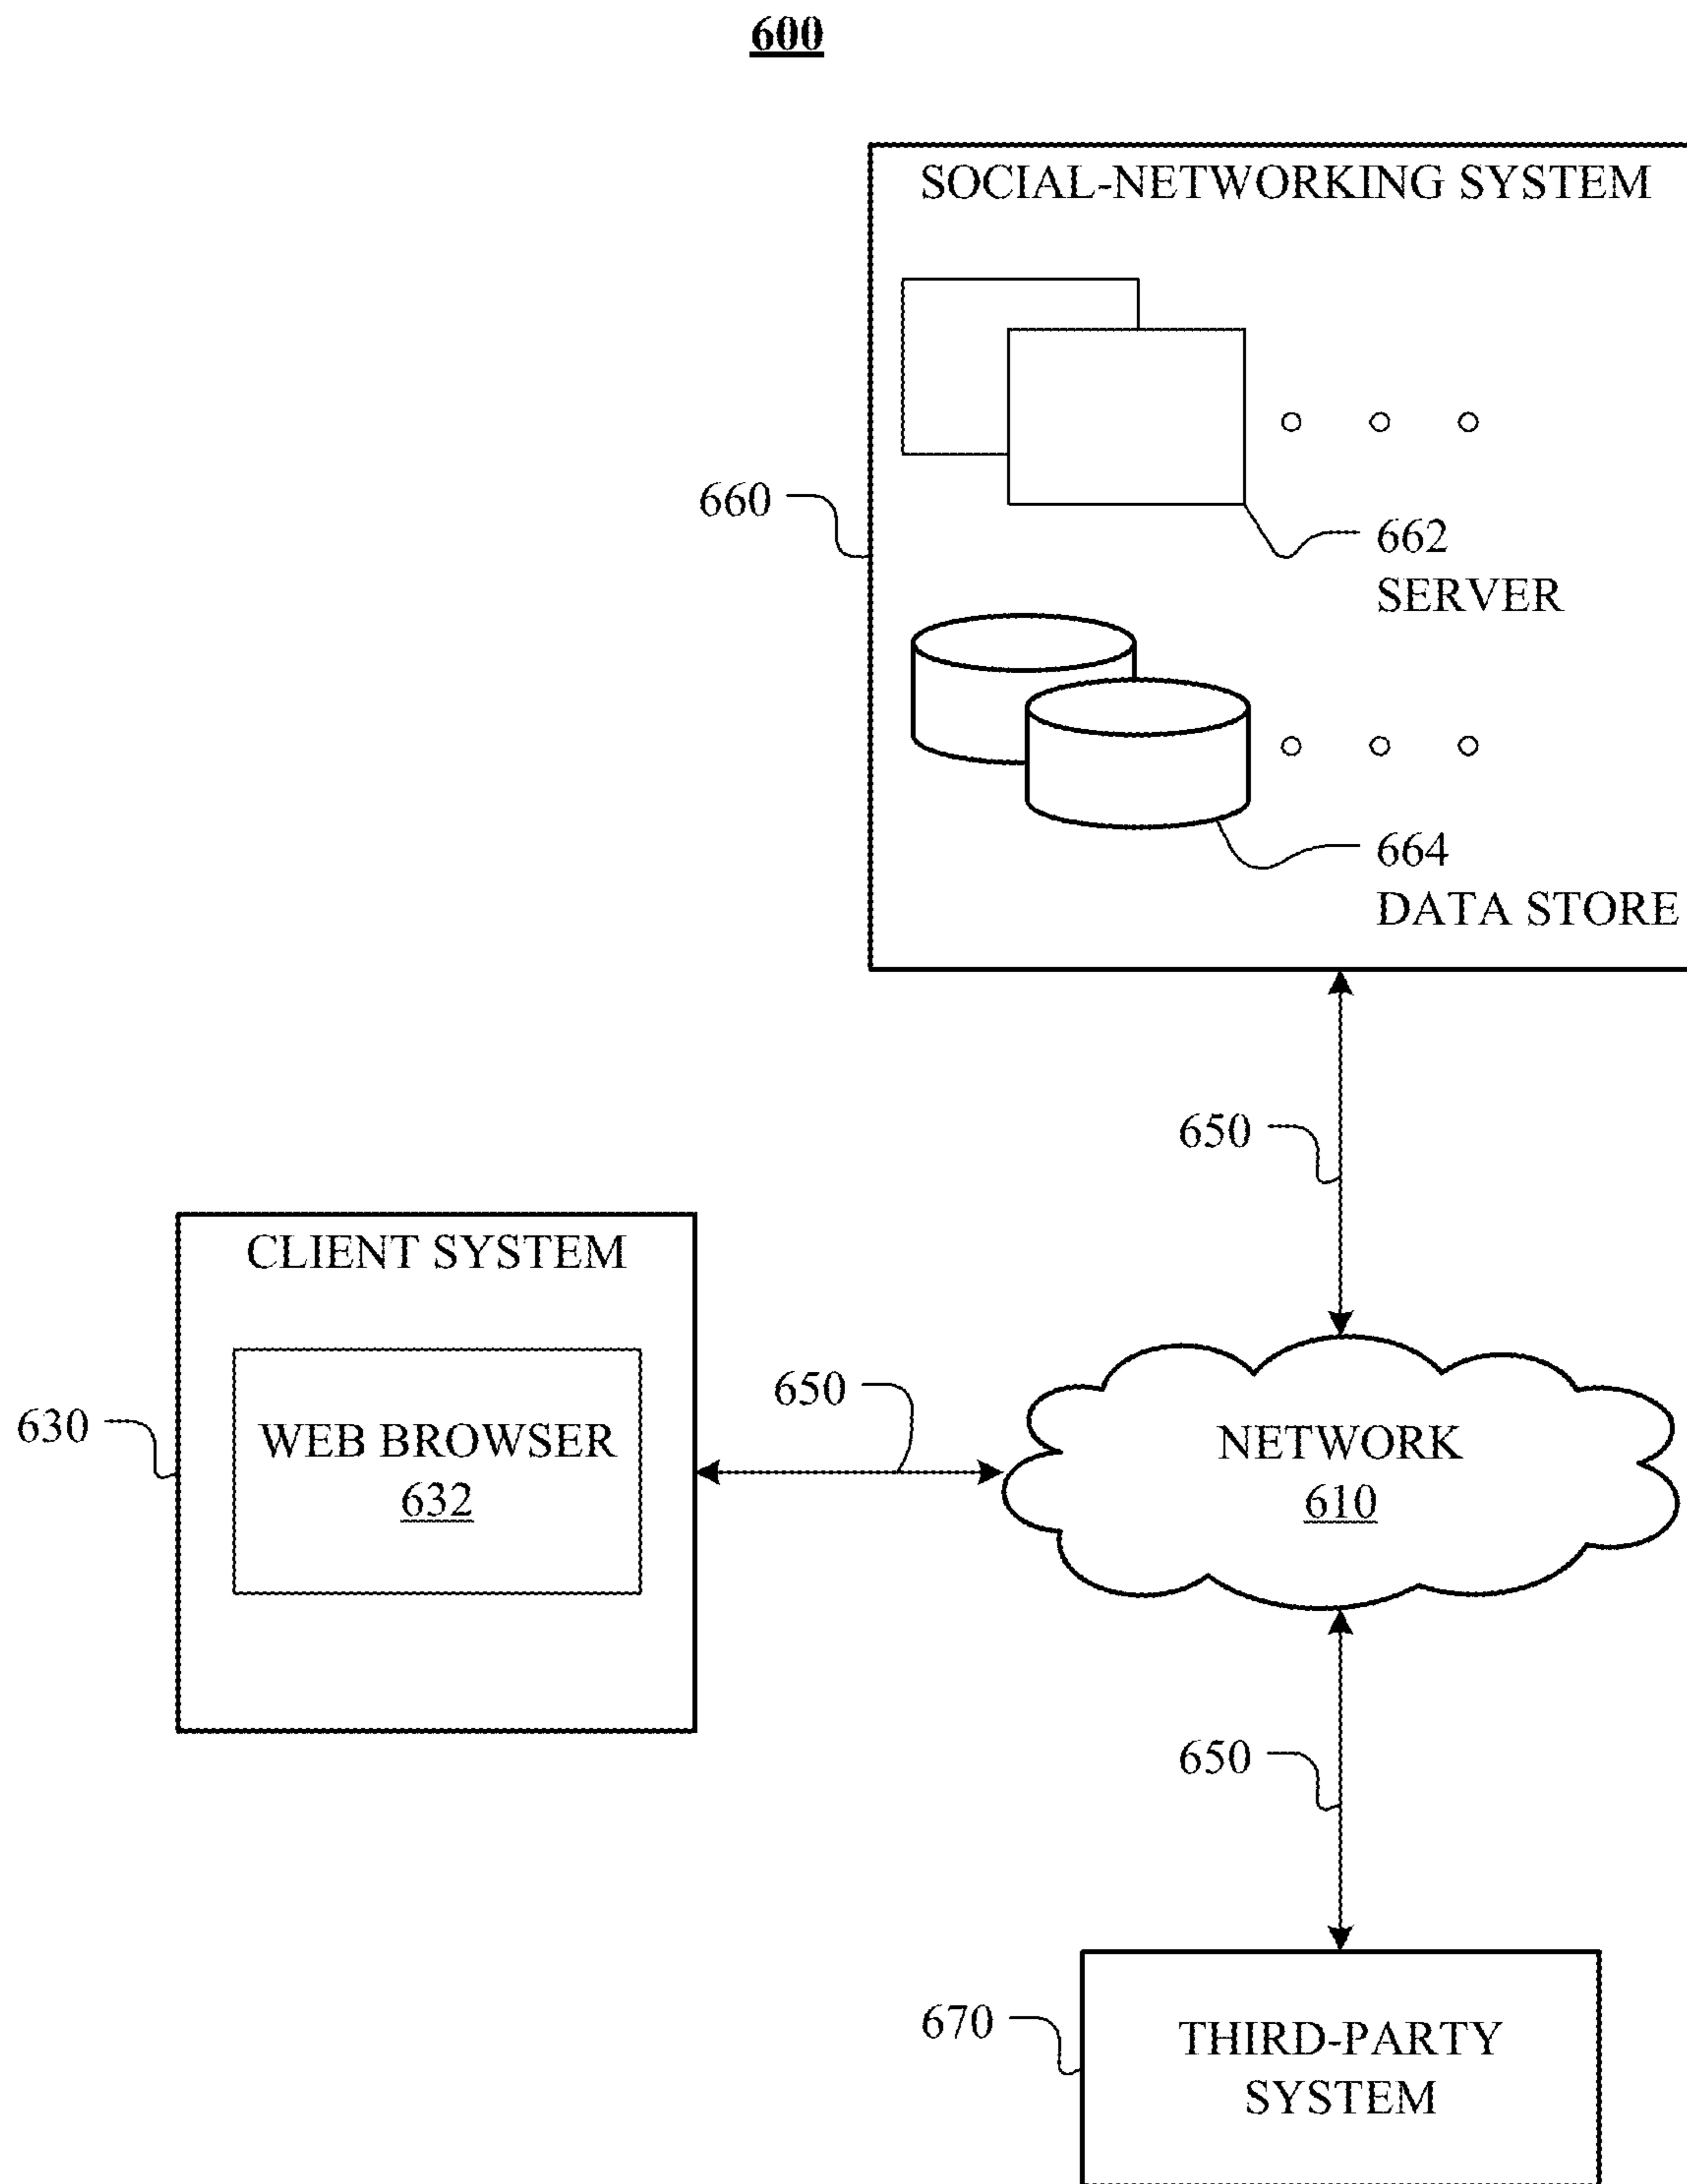 600
SOCIAL-NETWORKING SYSTEM
660
662
SERVER
664
DATA STORE
650
CLIENT SYSTEM
630
WEB BROWSER
632
650
NETWORK
610
650
670
THIRD-PARTY
SYSTEM